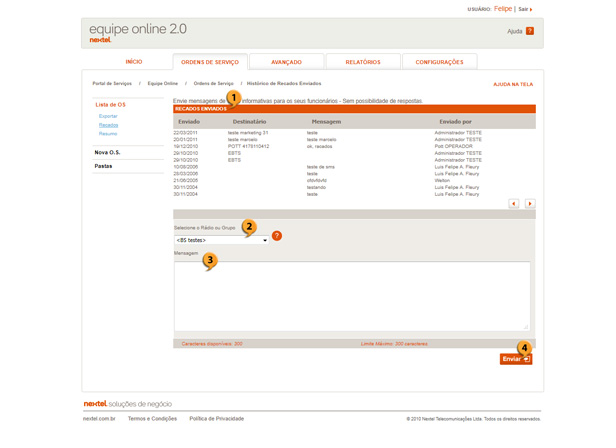 USUÁRIO: Felipe | Sair
equipe online 2.0
nextel
Ajuda ?
INÍCIO ORDENS DE SERVIÇO AVANÇADO RELATÓRIOS CONFIGURAÇÕES
Portal de Serviços / Equipe Online / Ordens de Serviço / Histórico de Recados Enviados
AJUDA NA TELA
Lista de OS
Exportar
Recados
Resumo
Nova O.S.
Pastas
Envie mensagens de informativas para os seus funcionários - Sem possibilidade de respostas.
1
RECADOS ENVIADOS
Enviado Destinatário Mensagem Enviado por
22/03/2011 teste marketing 31 teste Administrador TESTE
20/01/2011 teste marcelo teste marcelo Administrador TESTE
16/12/2010 POTT 4178110412 ok, recados Pott OPERADOR
29/10/2010 EBTS Administrador TESTE
29/10/2010 EBTS Administrador TESTE
10/08/2006 teste de sms Luis Felipe A. Fleury
28/03/2006 teste Luis Felipe A. Fleury
21/06/2005 Weliton
30/11/2004 testando Luis Felipe A. Fleury
30/11/2004 teste Luis Felipe A. Fleury
Selecione o Rádio ou Grupo
2
<BS testes>
?
Mensagem
3
Caracteres disponíveis: 300 Limite Máximo: 300 caracteres
4
Enviar
nextel. soluções de negócio
nextel.com.br Termos e Condições Política de Privacidade
© 2010 Nextel Telecomunicações Ltda. Todos os direitos reservados.